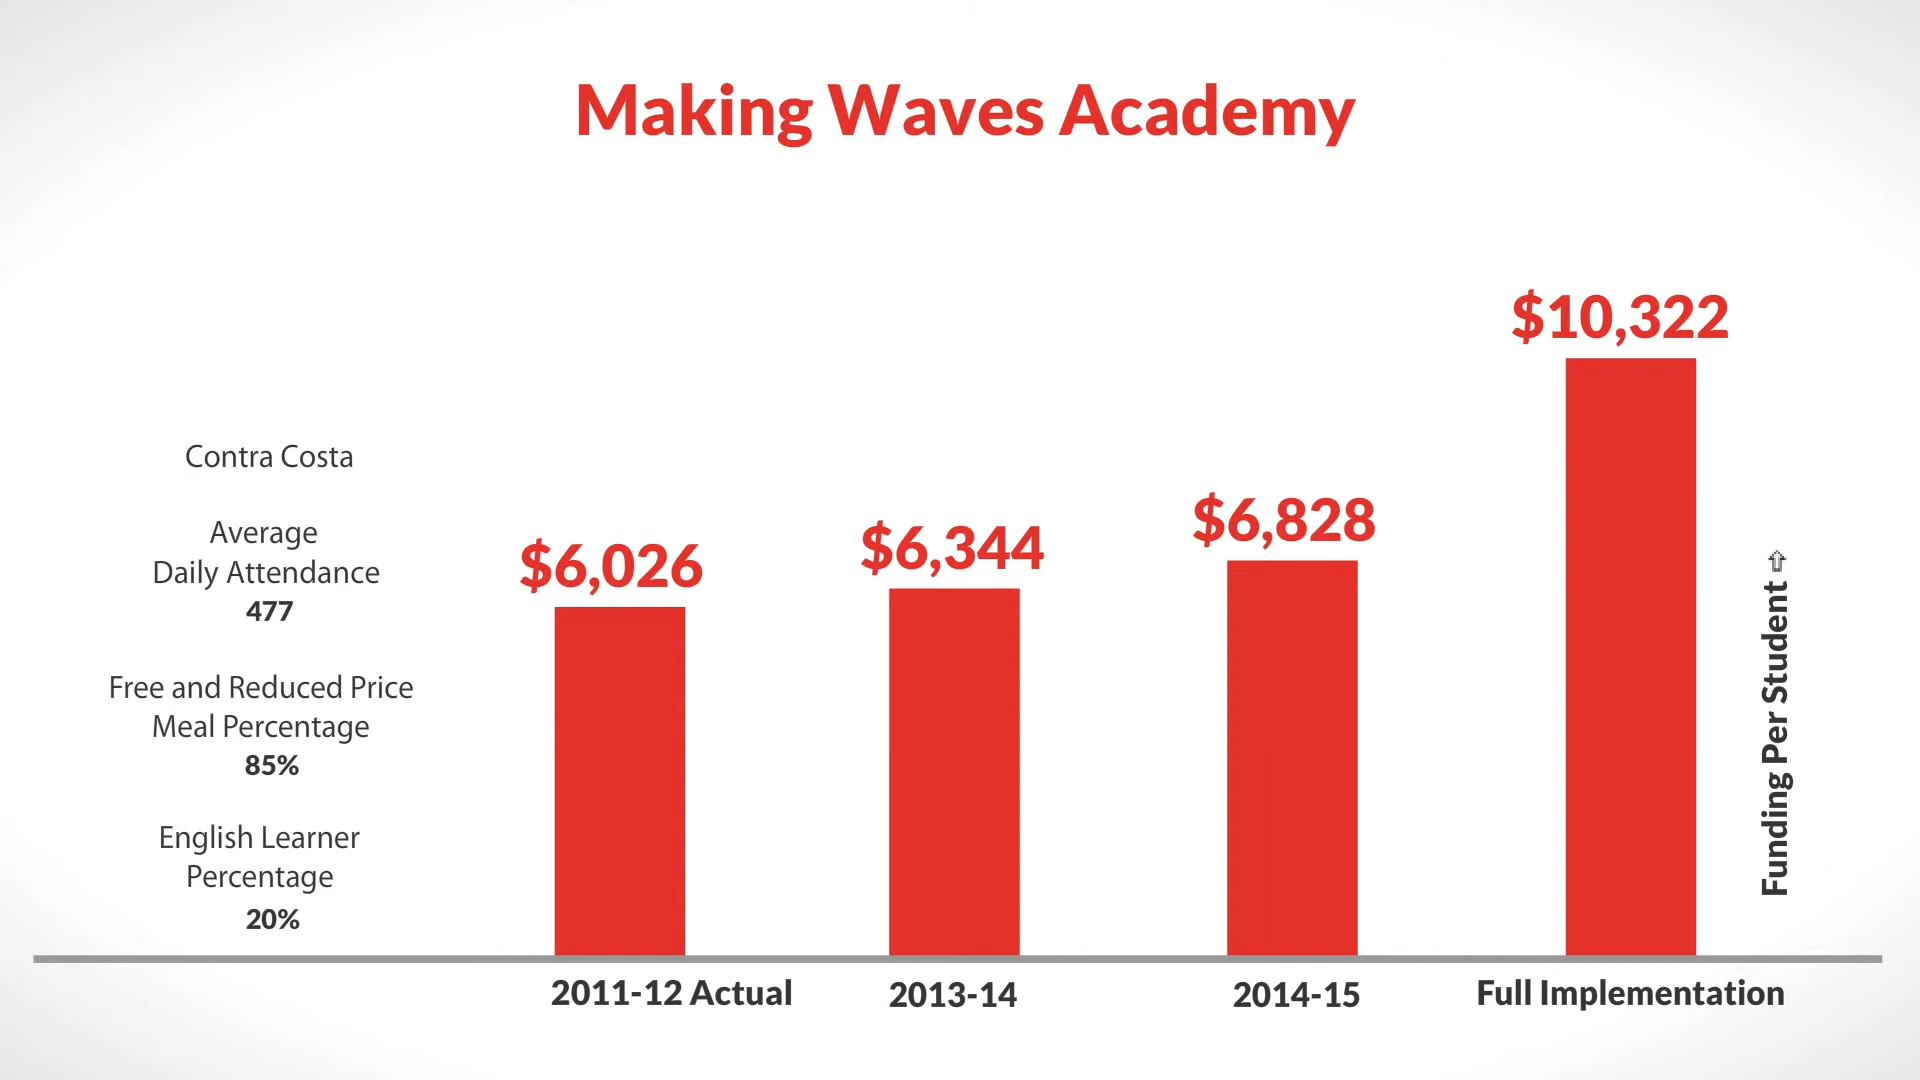 Making Waves Academy
Contra Costa
Average
Daily Attendance
477
Free and Reduced Price
Meal Percentage
85%
English Learner
Percentage
20%
$6,026
$6,344
$6,828
$10,322
2011-12 Actual
2013-14
2014-15
Full Implementation
Funding Per Student ⇨